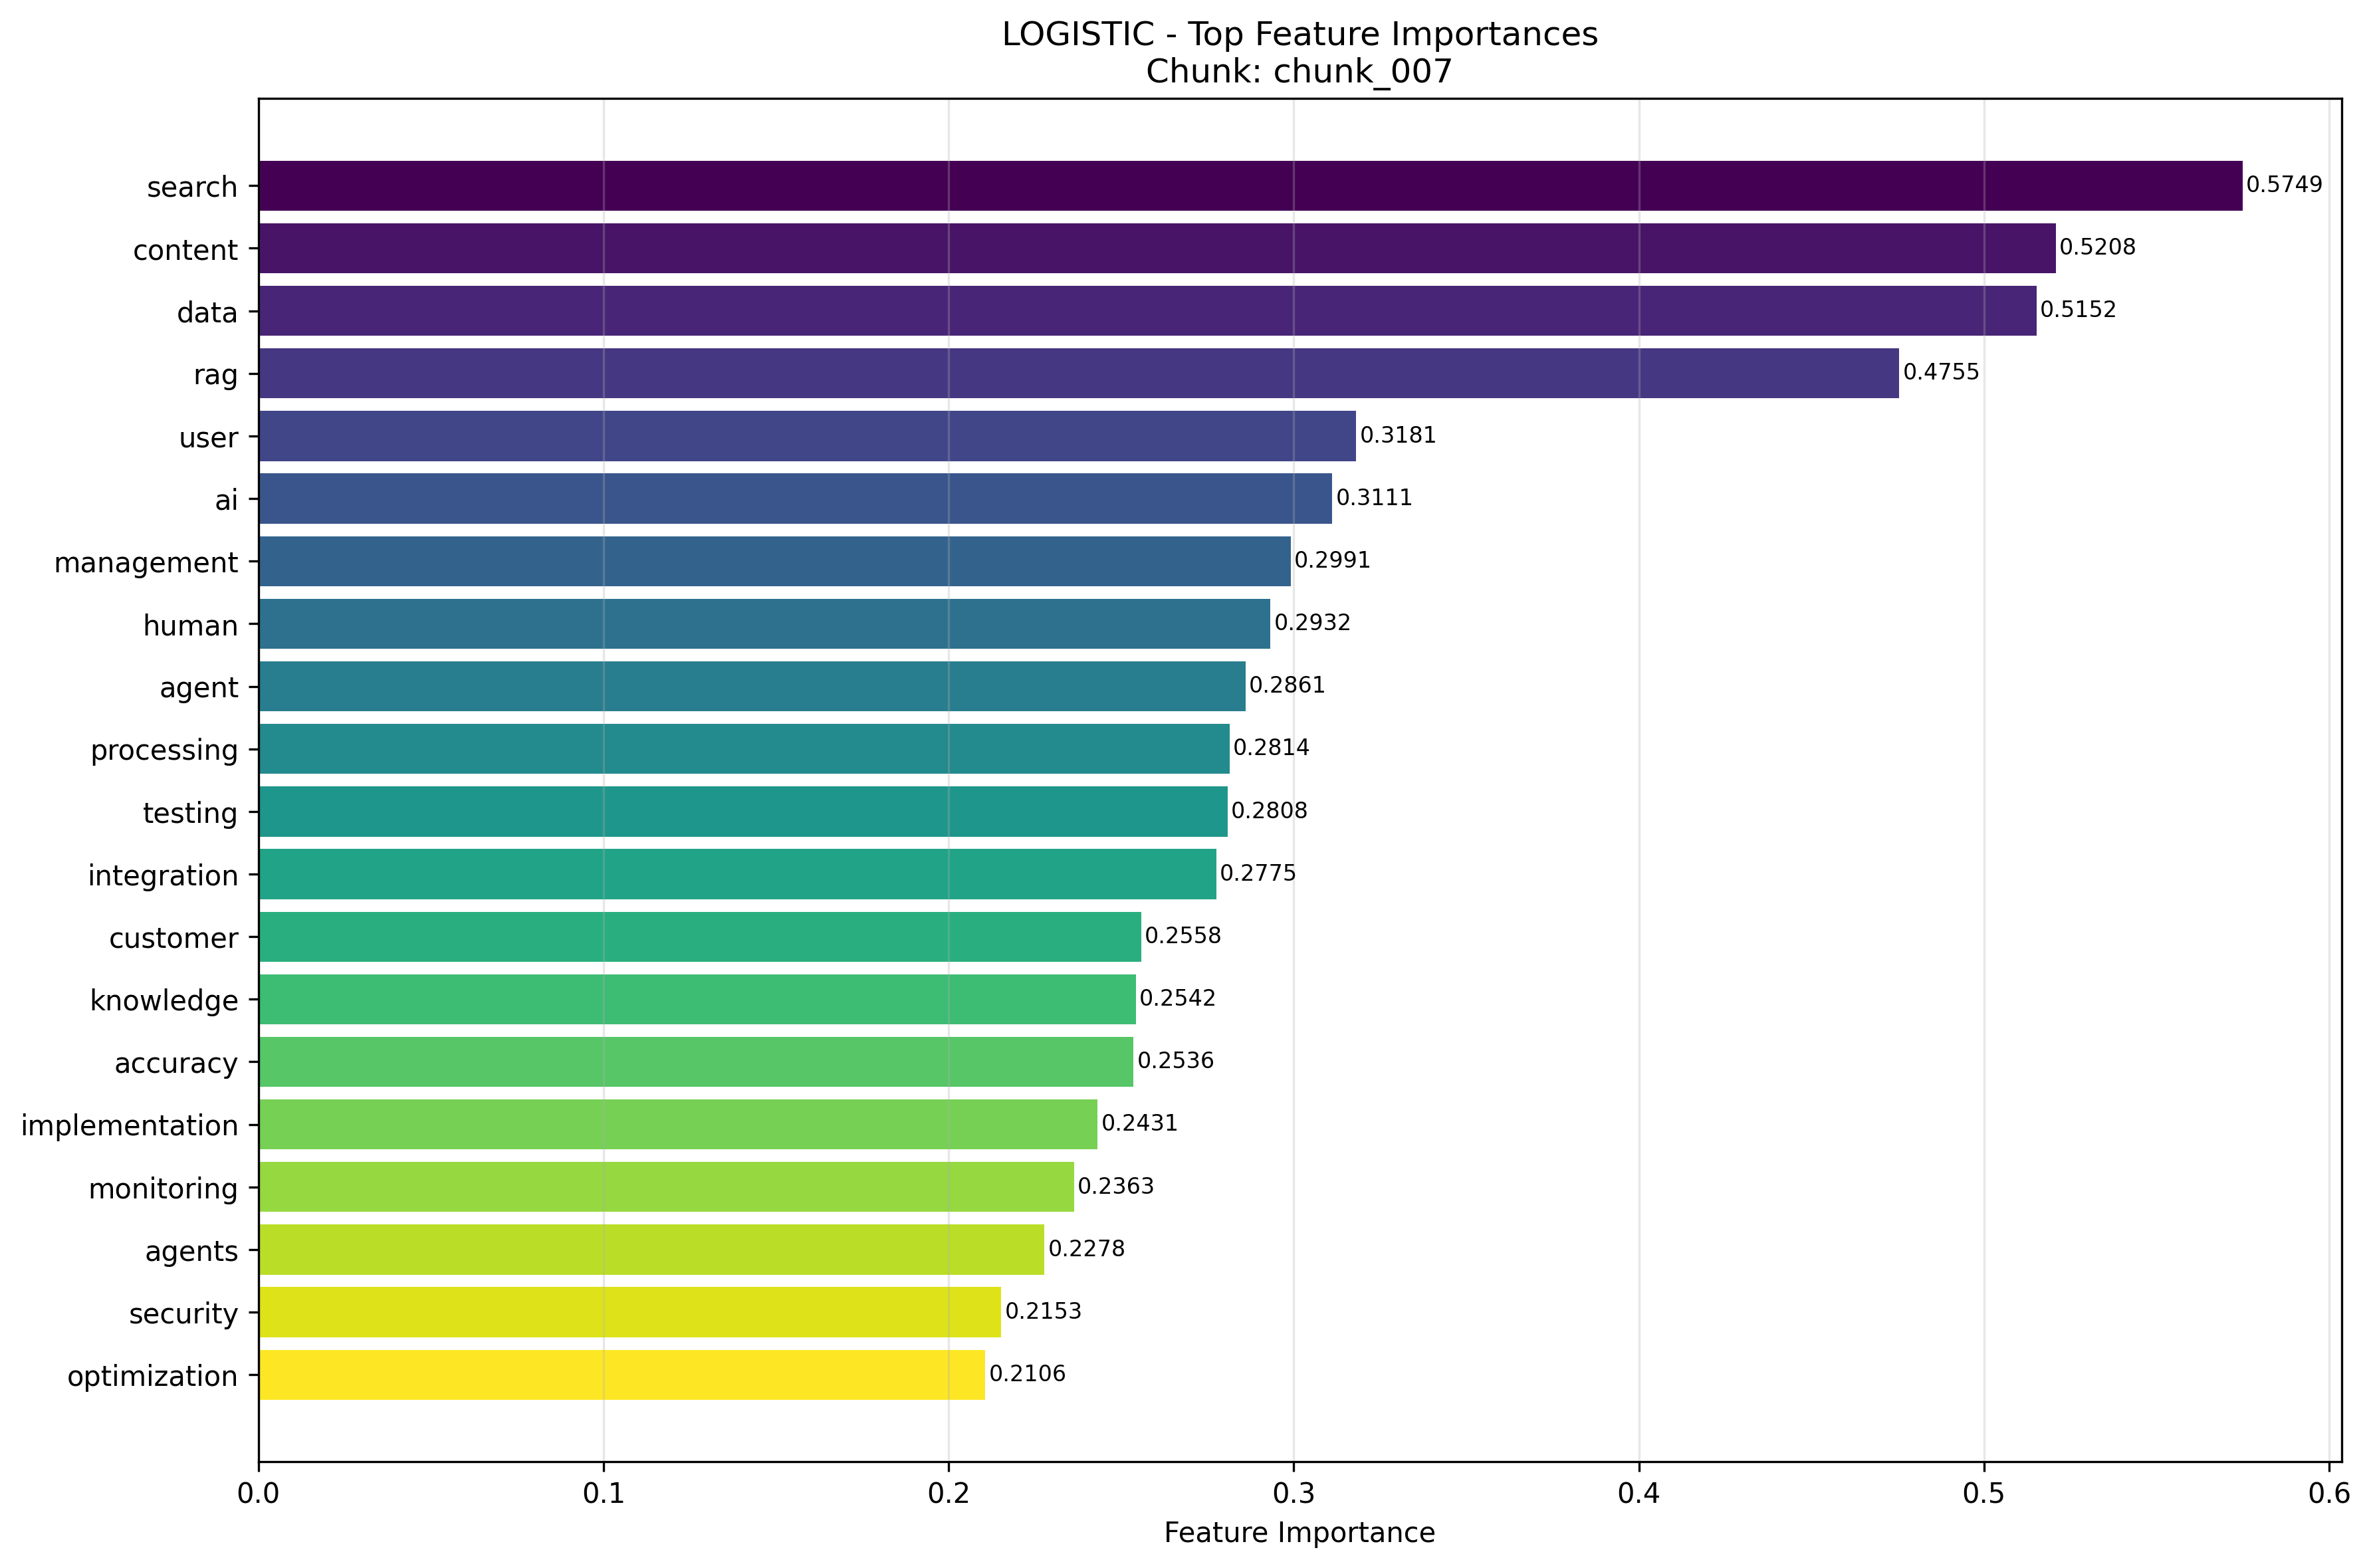 LOGISTIC - Top Feature Importances
Chunk: chunk_007
search 0.5749
content 0.5208
data 0.5152
rag 0.4755
user 0.3181
ai 0.3111
management 0.2991
human 0.2932
agent 0.2861
processing 0.2814
testing 0.2808
integration 0.2775
customer 0.2558
knowledge 0.2542
accuracy 0.2536
implementation 0.2431
monitoring 0.2363
agents 0.2278
security 0.2153
optimization 0.2106
0.0 0.1 0.2 0.3 0.4 0.5 0.6
Feature Importance